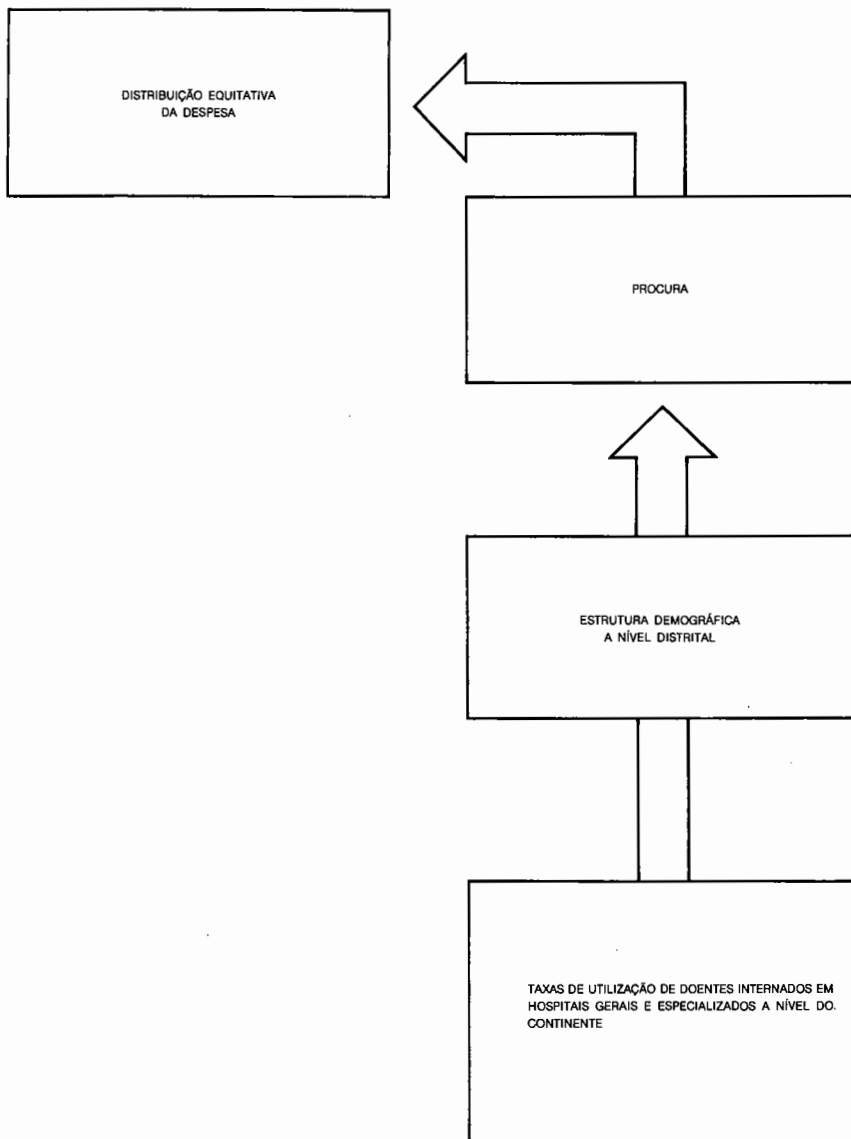 DISTRIBUIÇÃO EQUITATIVA
DA DESPESA
PROCURA
ESTRUTURA DEMOGRÁFICA
A NÍVEL DISTRITAL
TAXAS DE UTILIZAÇÃO DE DOENTES INTERNADOS EM
HOSPITAIS GERAIS E ESPECIALIZADOS A NÍVEL DO.
CONTINENTE